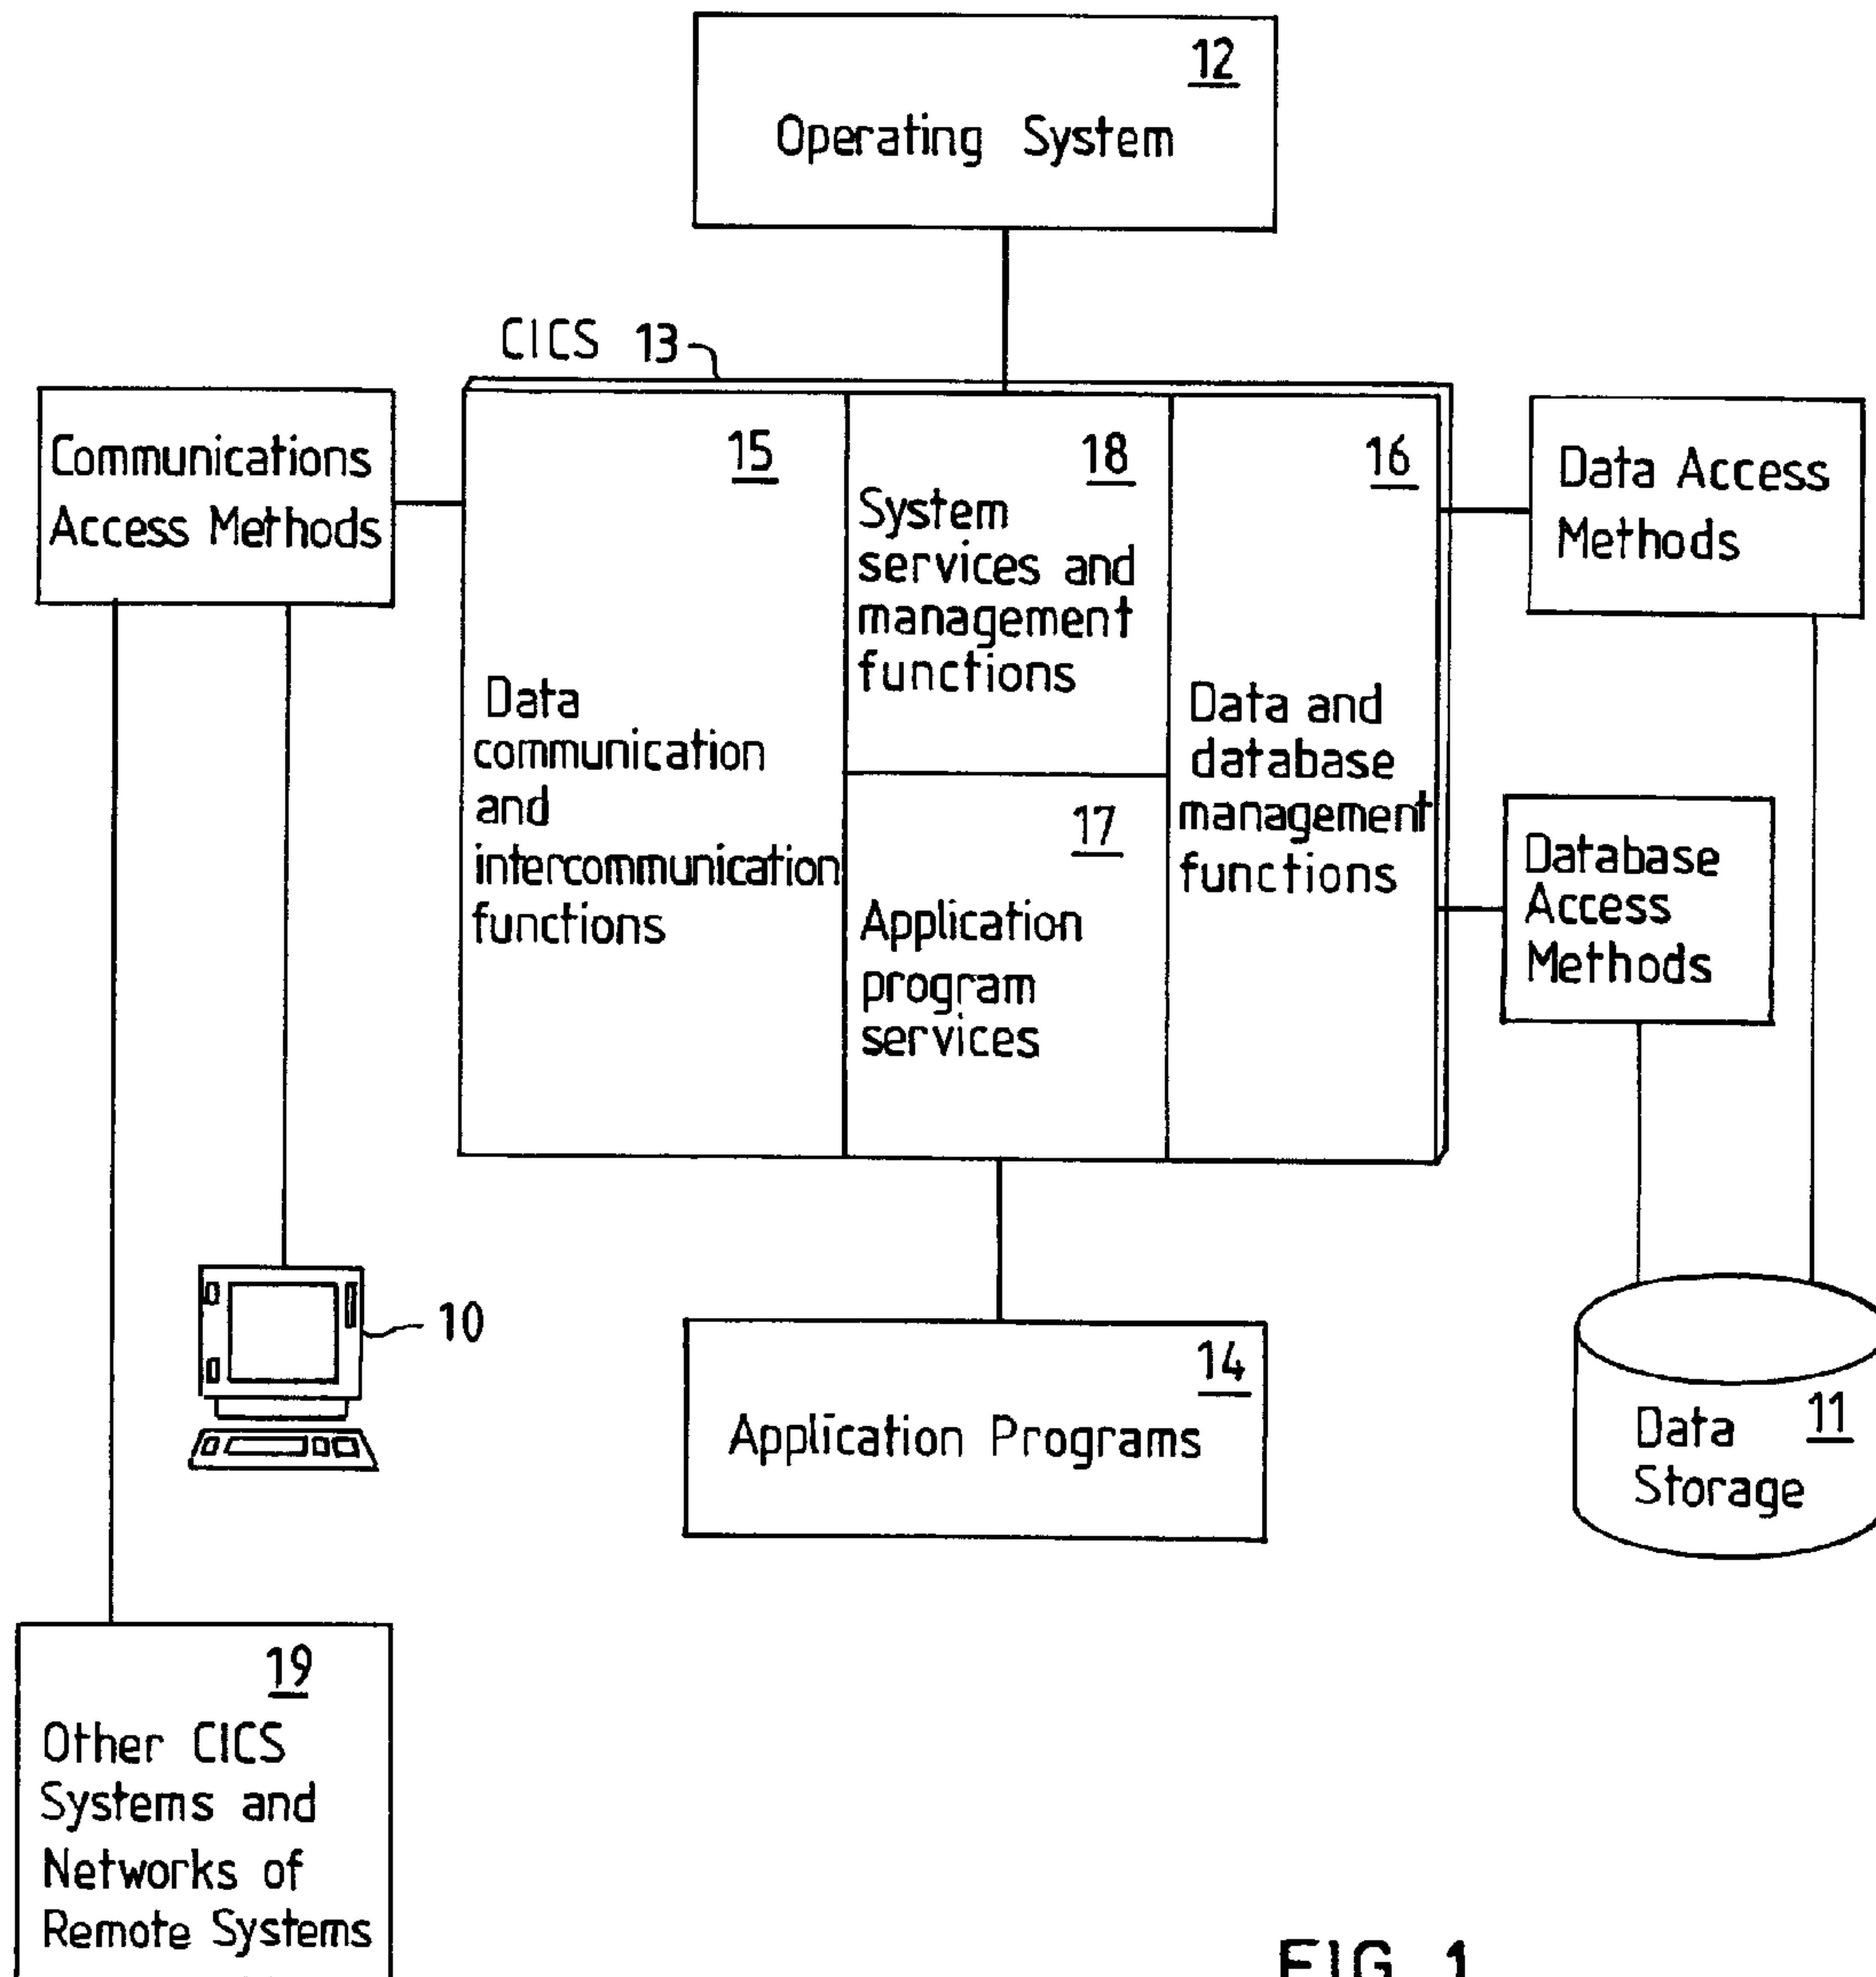 12
Operating System
CICS 13
Communications
Access Methods
15
Data
communication
and
intercommunication
functions
18
System
services and
management
functions
17
Application
program
services
16
Data and
database
management
functions
Data Access
Methods
Database
Access
Methods
10
14
Application Programs
Data
11
Storage
19
Other CICS
Systems and
Networks of
Remote Systems
FIG. 1